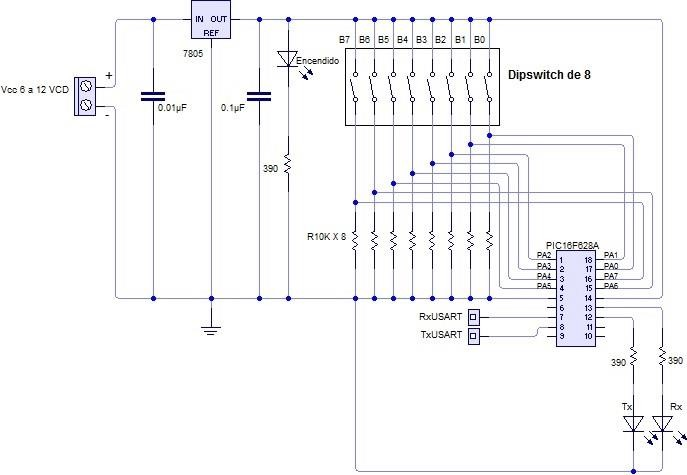 IN OUT
REF
7805
B7 B6 B5 B4 B3 B2 B1 B0
Encendido
Dipswitch de 8
Vcc 6 a 12 VCD
+
-
0.01µF
0.1µF
390
R10K X 8
PIC16F628A
PA2 1 18 PA1
PA3 2 17 PA0
PA4 3 16 PA7
PA5 4 15 PA6
5 14
6 13
RxUSART 7 12
TxUSART 8 11
9 10
390 390
Tx Rx